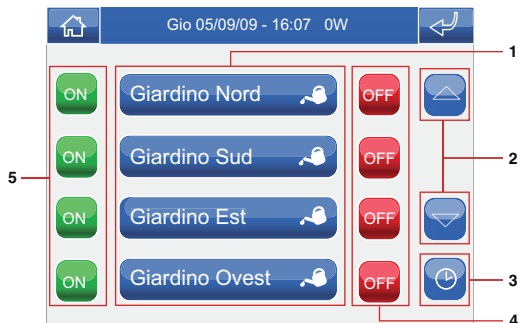 Gio 05/09/09 - 16:07 0W
1
ON Giardino Nord OFF
ON Giardino Sud OFF
2
5
ON Giardino Est OFF
ON Giardino Ovest OFF
3
4